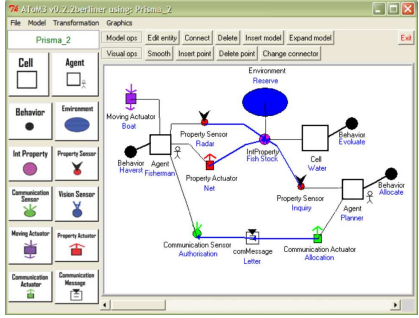 AToM3 v0.2.2berliner using: Prisma_2
File Model Transformation Graphics
Prisma_2
Model ops Edit entity Connect Delete Insert model Expand model Exit
Visual ops Smooth Insert point Delete point Change connector
Cell
Agent
Behavior
Environment
Int Property
Property Sensor
Communication
Sensor
Vision Sensor
Moving Actuator
Property Actuator
Communication
Actuator
Communication
Message
Environment
Reserve
Moving Actuator
Boat
Property Sensor
Radar
IntProperty
Fish Stock
Behavior
Evaluate
Cell
Water
Behavior
Haverst
Agent
Fisherman
Property Actuator
Net
Property Sensor
Inquiry
Agent
Planner
Behavior
Allocate
Communication Sensor
Authorisation
comMessage
Letter
Communication Actuator
Allocation